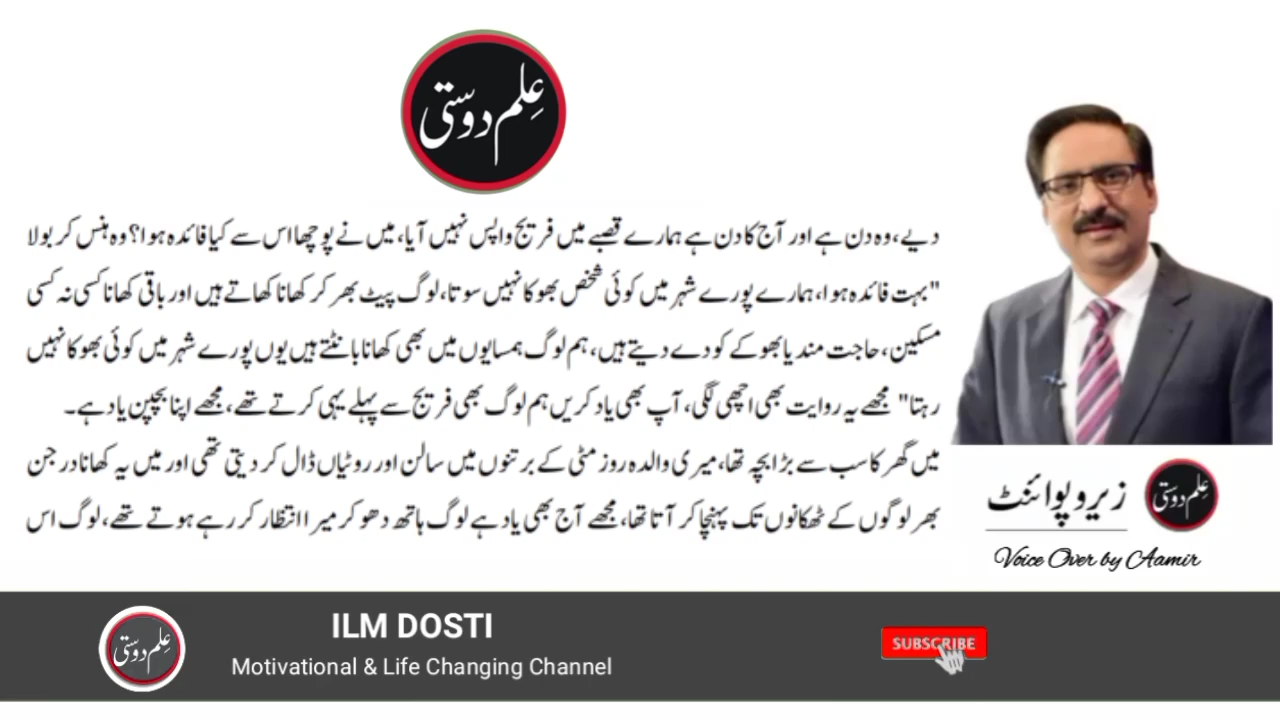 عِلم دوستی
دیے، وہ دن ہے اور آج کا دن ہے ہمارے قصبے میں فریج واپس نہیں آیا، میں نے پوچھا اس سے کیا فائدہ ہوا؟ وہ ہنس کر بولا
"بہت فائدہ ہوا، ہمارے پورے شہر میں کوئی شخص بھوکا نہیں سوتا، لوگ پیٹ بھر کر کھانا کھاتے ہیں اور باقی کھانا کسی نہ کسی
مسکین، حاجت مند یا بھوکے کو دے دیتے ہیں، ہم لوگ ہمسایوں میں بھی کھانا بانٹتے ہیں یوں پورے شہر میں کوئی بھوکا نہیں
رہتا" مجھے یہ روایت بھی اچھی لگی، آپ بھی یاد کریں ہم لوگ بھی فریج سے پہلے یہی کرتے تھے، مجھے اپنا بچپن یاد ہے۔
میں گھر کا سب سے بڑا بچہ تھا، میری والدہ روز مٹی کے برتنوں میں سالن اور روٹیاں ڈال کر دیتی تھی اور میں یہ کھانا درجن
بھر لوگوں کے ٹھکانوں تک پہنچا کر آتا تھا، مجھے آج بھی یاد ہے لوگ ہاتھ دھو کر میرا انتظار کر رہے ہوتے تھے، لوگ اس
زیرو پوائنٹ
عِلم دوستی
Voice Over by Aamir
عِلم دوستی
ILM DOSTI
Motivational & Life Changing Channel
SUBSCRIBE